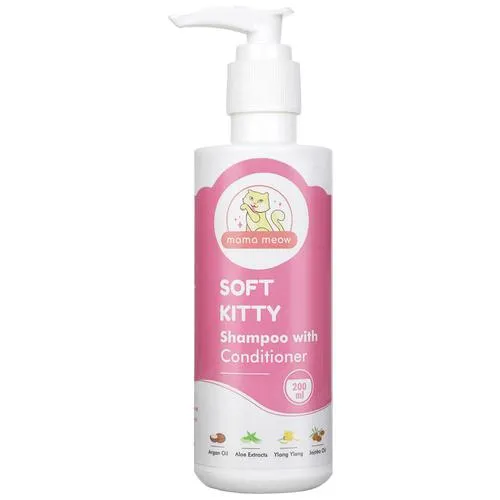 mama meow
SOFT
KITTY
Shampoo with
Conditioner
200
ml
Argan Oil
Aloe Extracts
Ylang Ylang
Jojoba Oil